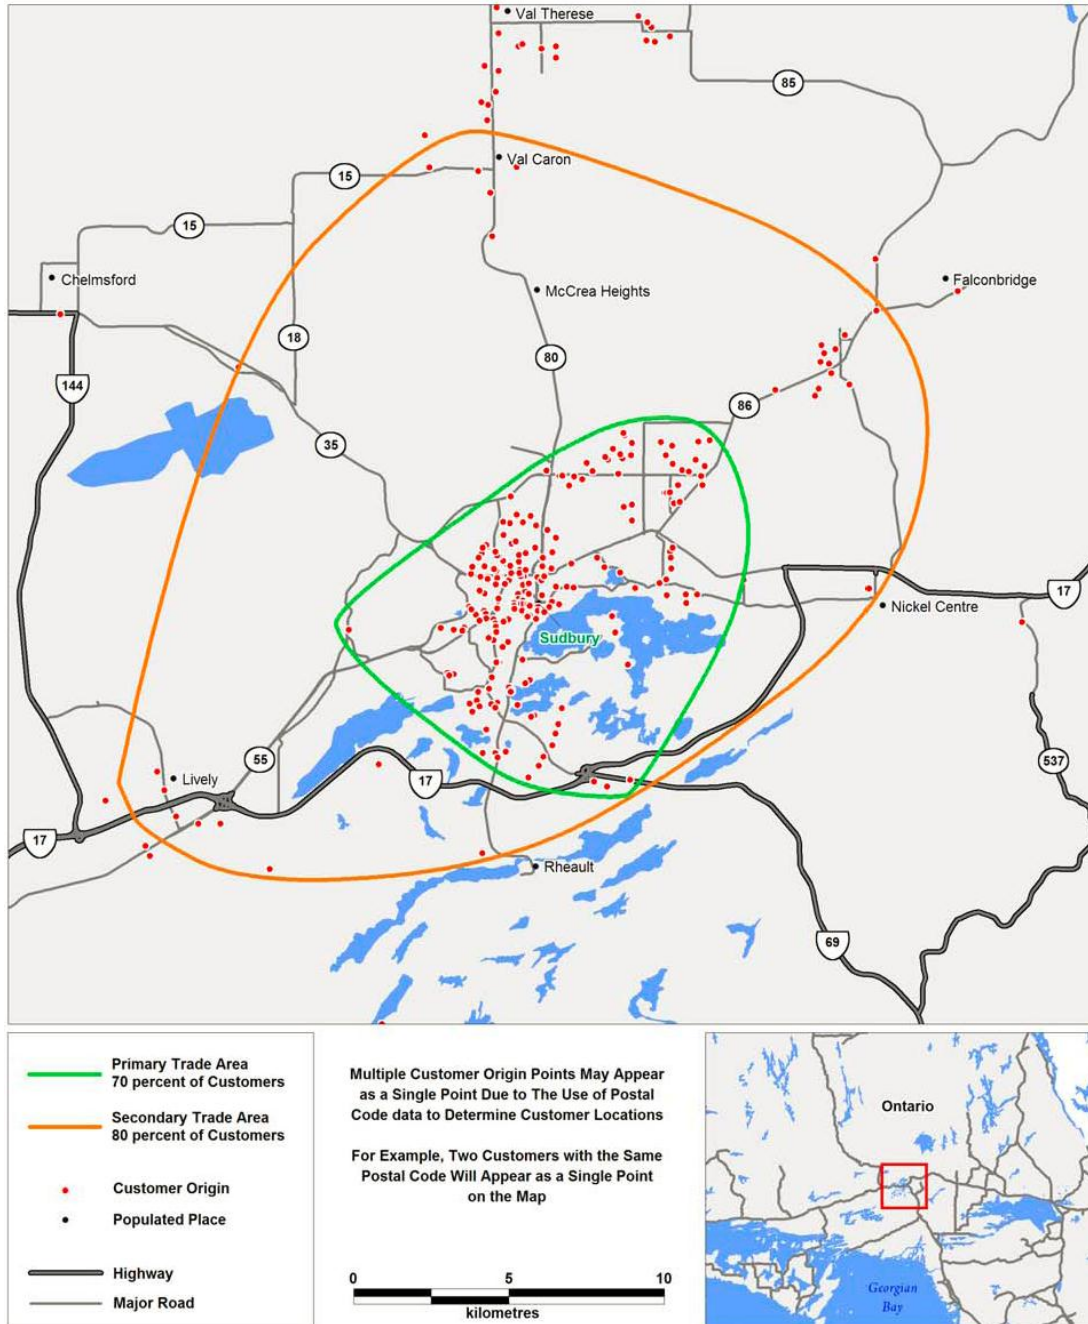 Val Therese
85
Val Caron
15
15
Chelmsford
Falconbridge
McCrea Heights
18
80
144
86
35
17
Nickel Centre
Sudbury
55
537
Lively
17
17
Rheault
69
Primary Trade Area
70 percent of Customers
Secondary Trade Area
80 percent of Customers
Customer Origin
Populated Place
Highway
Major Road
Multiple Customer Origin Points May Appear
as a Single Point Due to The Use of Postal
Code data to Determine Customer Locations
For Example, Two Customers with the Same
Postal Code Will Appear as a Single Point
on the Map
0 5 10
kilometres
Ontario
Georgian
Bay